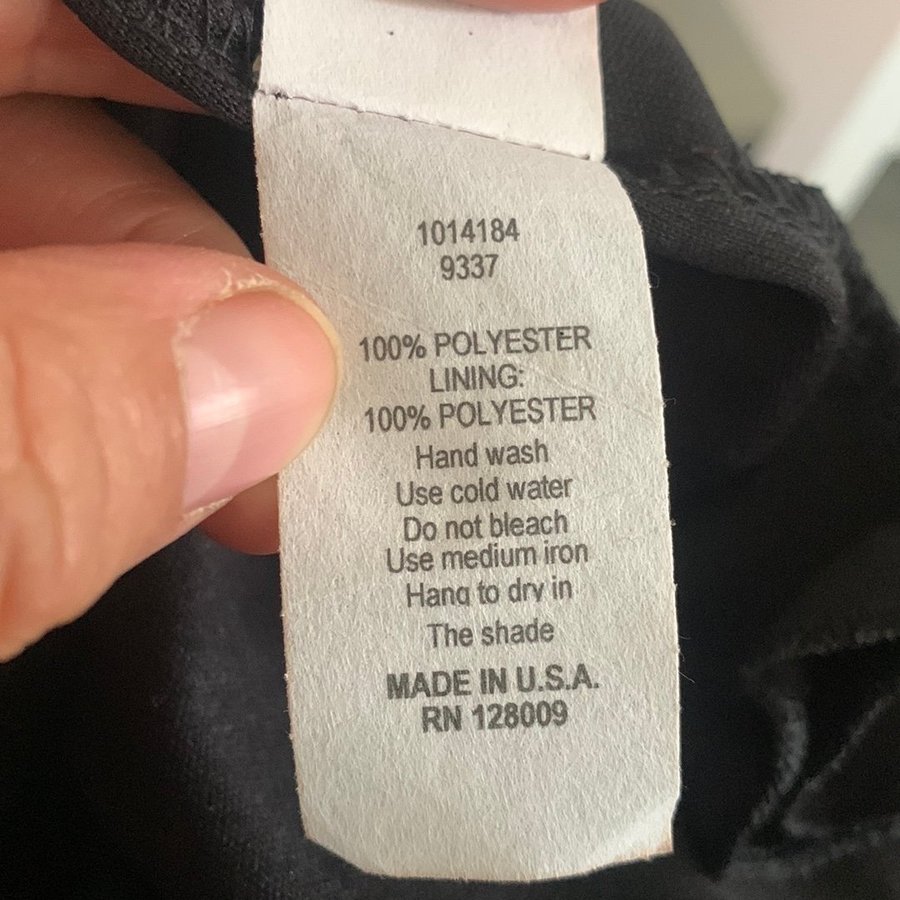 1014184
9337
100% POLYESTER
LINING:
100% POLYESTER
Hand wash
Use cold water
Do not bleach
Use medium iron
Hang to dry in
The shade
MADE IN U.S.A.
RN 128009